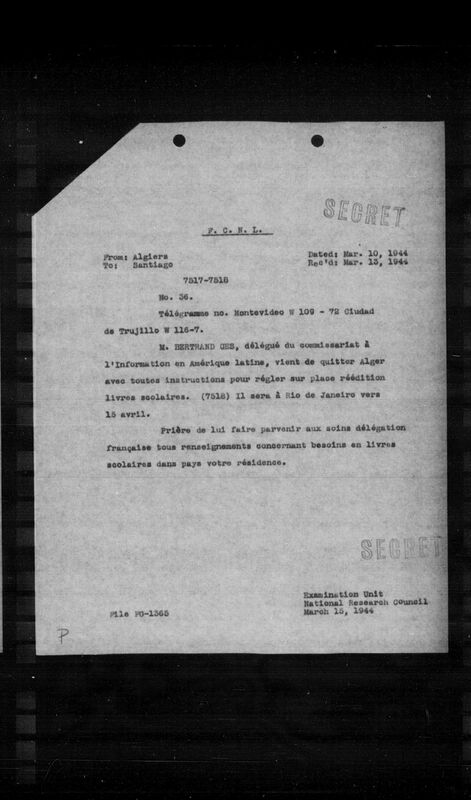 SECRET
F. C. N. L.
From: Algiers
To: Santiago
Dated: Mar. 10, 1944
Rec'd: Mar. 13, 1944
7517-7518
No. 36.
Télégramme no. Montevideo W 109 - 72 Ciudad
de Trujillo W 116-7.
M. BERTRAND GES, délégué du commissariat à
l'Information en Amérique latine, vient de quitter Alger
avec toutes instructions pour régler sur place réédition
livres scolaires. (7518) Il sera à Rio de Janeiro vers
15 avril.
Prière de lui faire parvenir aux soins délégation
française tous renseignements concernant besoins en livres
scolaires dans pays votre résidence.
SECRET
Examination Unit
National Research Council
March 15, 1944
File FG-1365
P